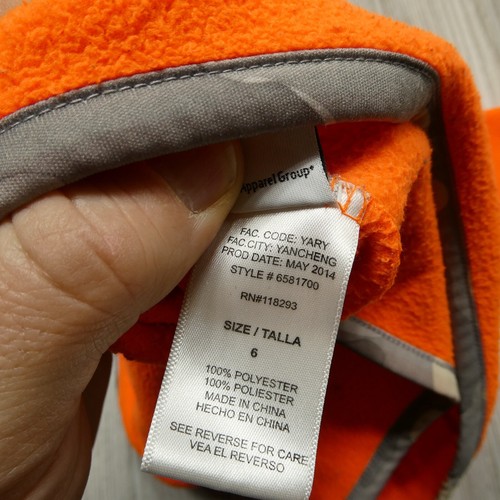 Apparel Group®
FAC. CODE: YARY
FAC.CITY: YANCHENG
PROD DATE: MAY 2014
STYLE # 6581700
RN#118293
SIZE / TALLA
6
100% POLYESTER
100% POLIESTER
MADE IN CHINA
HECHO EN CHINA
SEE REVERSE FOR CARE
VEA EL REVERSO